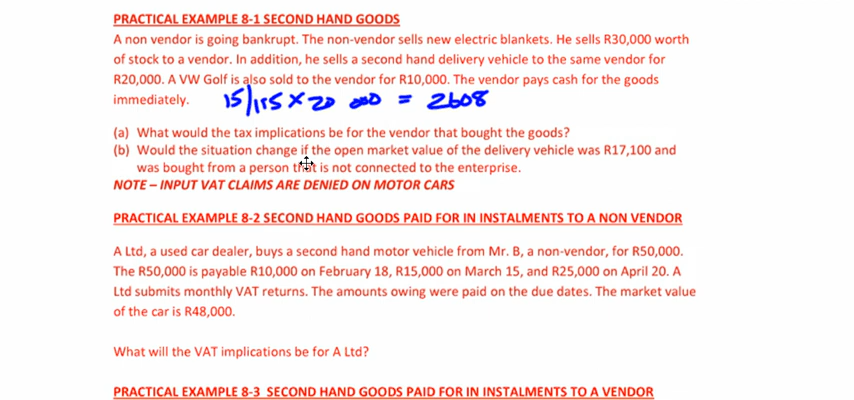 PRACTICAL EXAMPLE 8-1 SECOND HAND GOODS
A non vendor is going bankrupt. The non-vendor sells new electric blankets. He sells R30,000 worth
of stock to a vendor. In addition, he sells a second hand delivery vehicle to the same vendor for
R20,000. A VW Golf is also sold to the vendor for R10,000. The vendor pays cash for the goods
immediately. 15/115 × 20 000 = 2608
(a) What would the tax implications be for the vendor that bought the goods?
(b) Would the situation change if the open market value of the delivery vehicle was R17,100 and
was bought from a person that is not connected to the enterprise.
NOTE – INPUT VAT CLAIMS ARE DENIED ON MOTOR CARS
PRACTICAL EXAMPLE 8-2 SECOND HAND GOODS PAID FOR IN INSTALMENTS TO A NON VENDOR
A Ltd, a used car dealer, buys a second hand motor vehicle from Mr. B, a non-vendor, for R50,000.
The R50,000 is payable R10,000 on February 18, R15,000 on March 15, and R25,000 on April 20. A
Ltd submits monthly VAT returns. The amounts owing were paid on the due dates. The market value
of the car is R48,000.
What will the VAT implications be for A Ltd?
PRACTICAL EXAMPLE 8-3 SECOND HAND GOODS PAID FOR IN INSTALMENTS TO A VENDOR